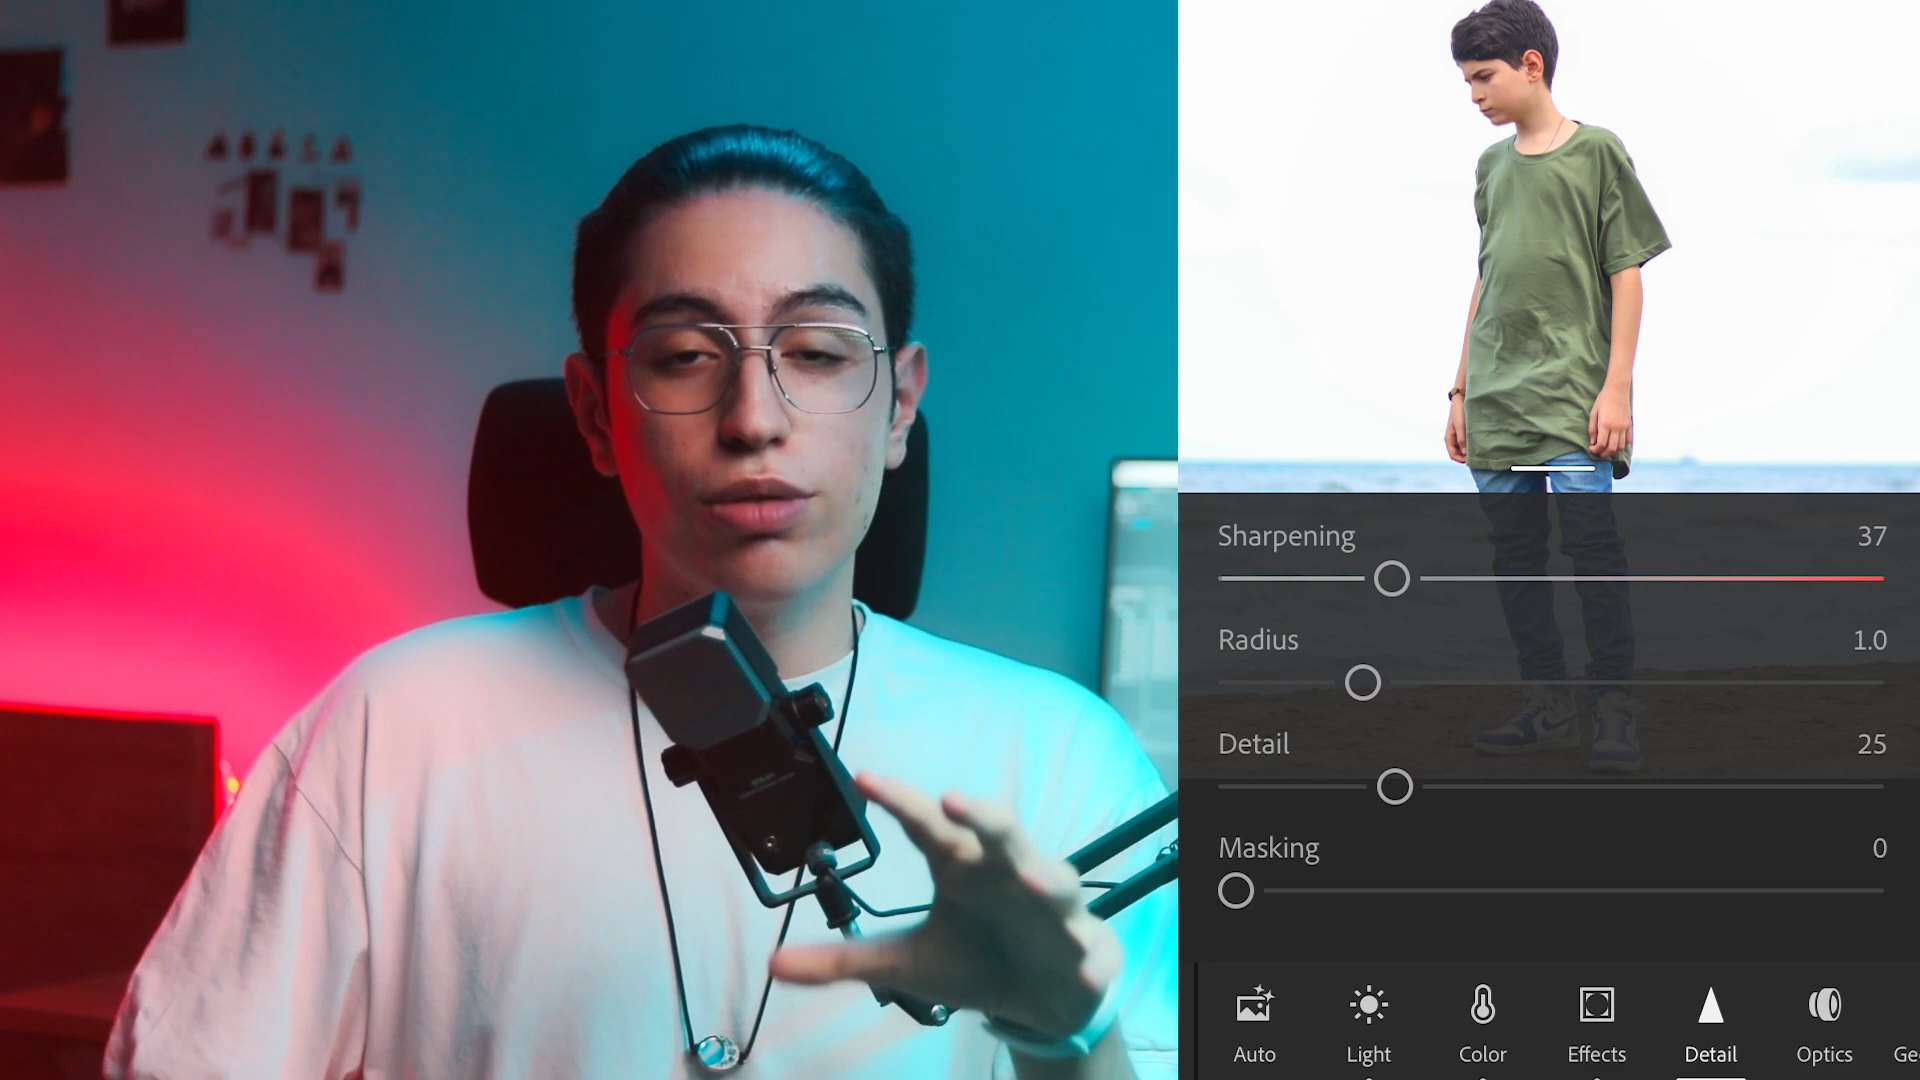 Sharpening 37
Radius 1.0
Detail 25
Masking 0
Auto Light Color Effects Detail Optics